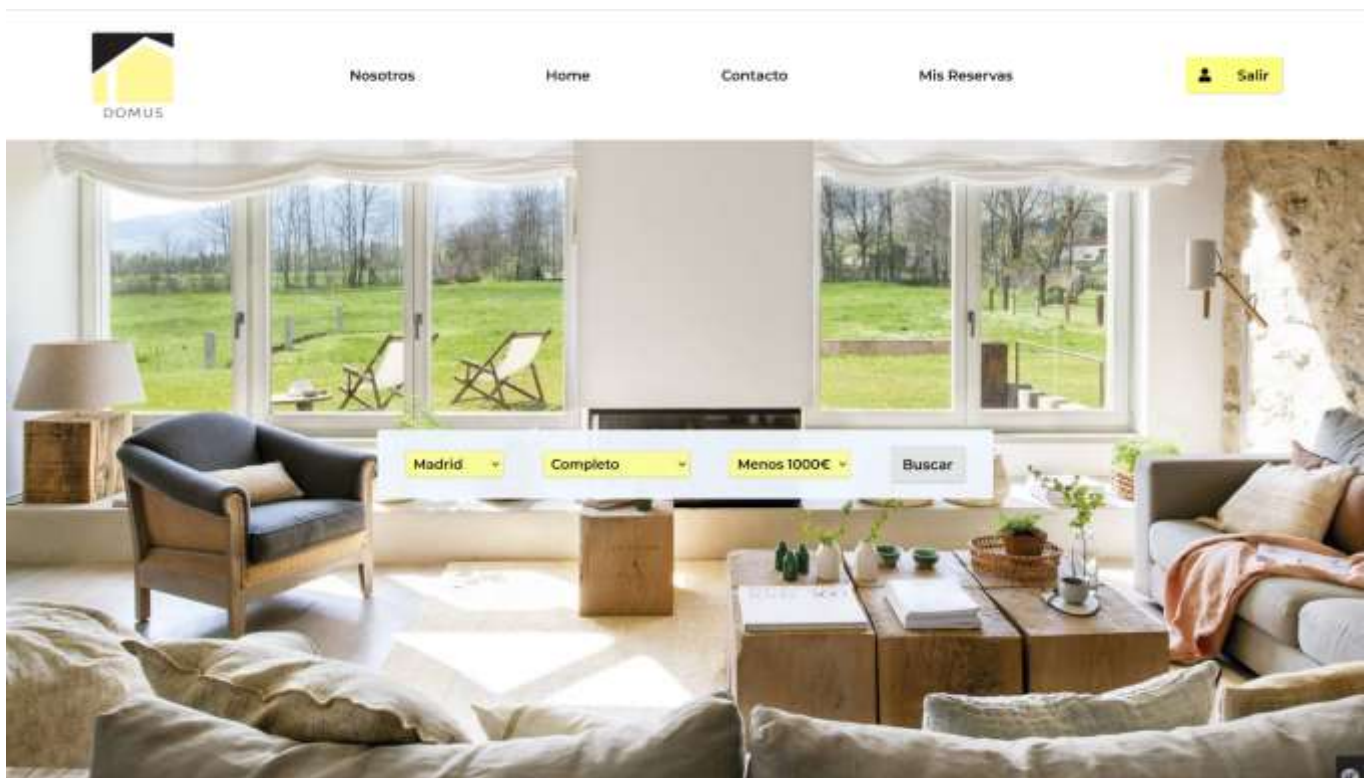 DOMUS
Nosotros Home Contacto Mis Reservas Salir
Madrid Completo Menos 1000€ Buscar